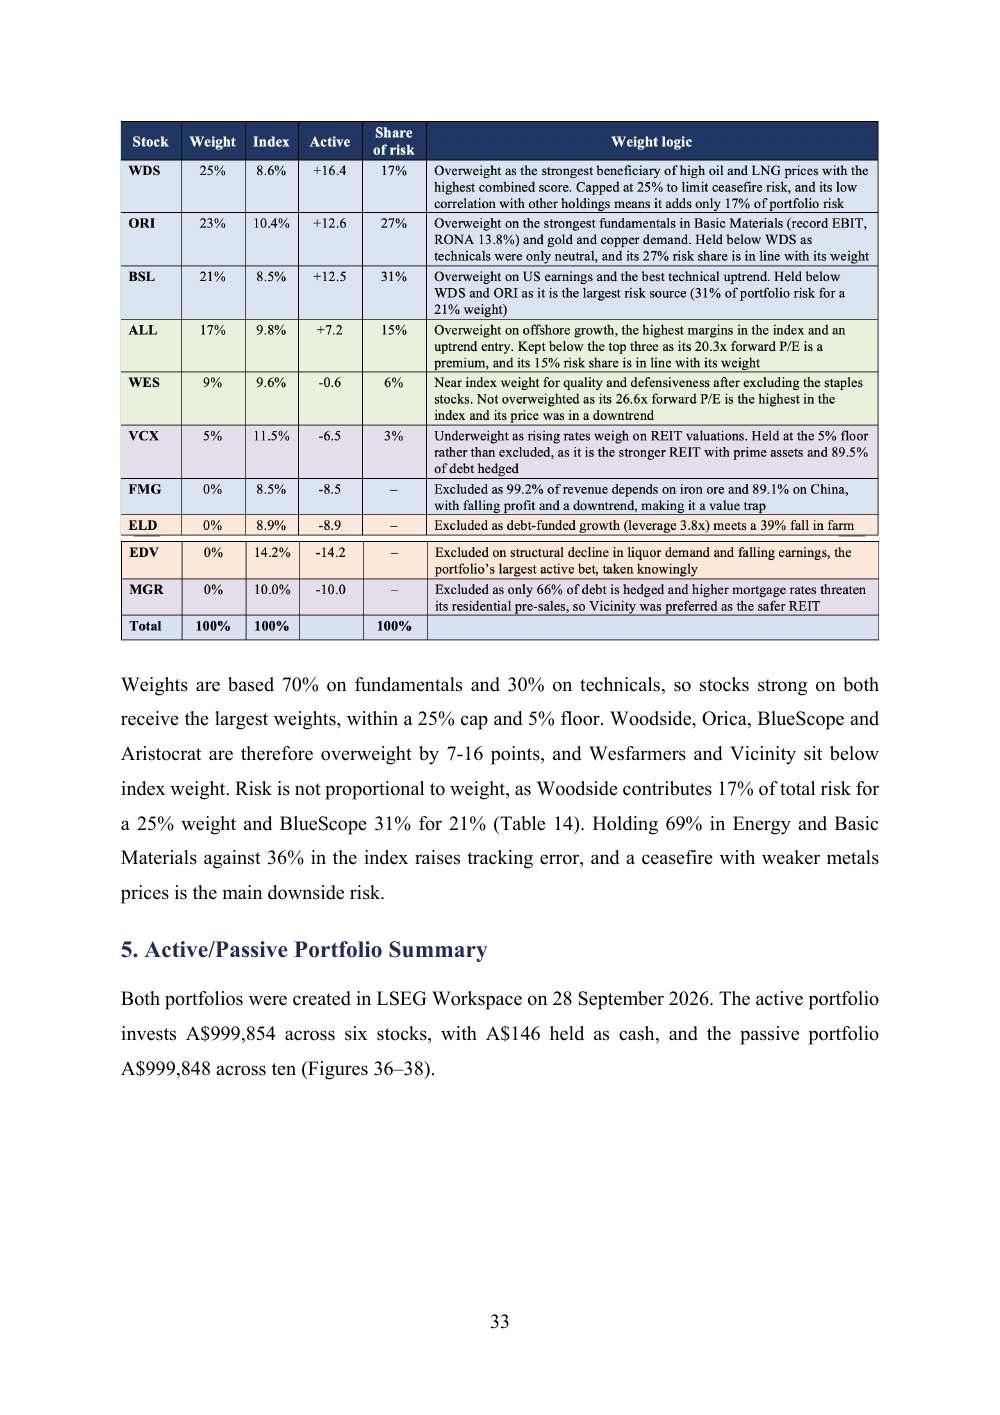 Stock Weight Index Active Share of risk Weight logic
WDS 25% 8.6% +16.4 17% Overweight as the strongest beneficiary of high oil and LNG prices with the
highest combined score. Capped at 25% to limit ceasefire risk, and its low
correlation with other holdings means it adds only 17% of portfolio risk
ORI 23% 10.4% +12.6 27% Overweight on the strongest fundamentals in Basic Materials (record EBIT,
RONA 13.8%) and gold and copper demand. Held below WDS as
technicals were only neutral, and its 27% risk share is in line with its weight
BSL 21% 8.5% +12.5 31% Overweight on US earnings and the best technical uptrend. Held below
WDS and ORI as it is the largest risk source (31% of portfolio risk for a
21% weight)
ALL 17% 9.8% +7.2 15% Overweight on offshore growth, the highest margins in the index and an
uptrend entry. Kept below the top three as its 20.3x forward P/E is a
premium, and its 15% risk share is in line with its weight
WES 9% 9.6% -0.6 6% Near index weight for quality and defensiveness after excluding the staples
stocks. Not overweighted as its 26.6x forward P/E is the highest in the
index and its price was in a downtrend
VCX 5% 11.5% -6.5 3% Underweight as rising rates weigh on REIT valuations. Held at the 5% floor
rather than excluded, as it is the stronger REIT with prime assets and 89.5%
of debt hedged
FMG 0% 8.5% -8.5 – Excluded as 99.2% of revenue depends on iron ore and 89.1% on China,
with falling profit and a downtrend, making it a value trap
ELD 0% 8.9% -8.9 – Excluded as debt-funded growth (leverage 3.8x) meets a 39% fall in farm
EDV 0% 14.2% -14.2 – Excluded on structural decline in liquor demand and falling earnings, the
portfolio’s largest active bet, taken knowingly
MGR 0% 10.0% -10.0 – Excluded as only 66% of debt is hedged and higher mortgage rates threaten
its residential pre-sales, so Vicinity was preferred as the safer REIT
Total 100% 100% 100%
Weights are based 70% on fundamentals and 30% on technicals, so stocks strong on both
receive the largest weights, within a 25% cap and 5% floor. Woodside, Orica, BlueScope and
Aristocrat are therefore overweight by 7-16 points, and Wesfarmers and Vicinity sit below
index weight. Risk is not proportional to weight, as Woodside contributes 17% of total risk for
a 25% weight and BlueScope 31% for 21% (Table 14). Holding 69% in Energy and Basic
Materials against 36% in the index raises tracking error, and a ceasefire with weaker metals
prices is the main downside risk.
5. Active/Passive Portfolio Summary
Both portfolios were created in LSEG Workspace on 28 September 2026. The active portfolio
invests A$999,854 across six stocks, with A$146 held as cash, and the passive portfolio
A$999,848 across ten (Figures 36–38).
33